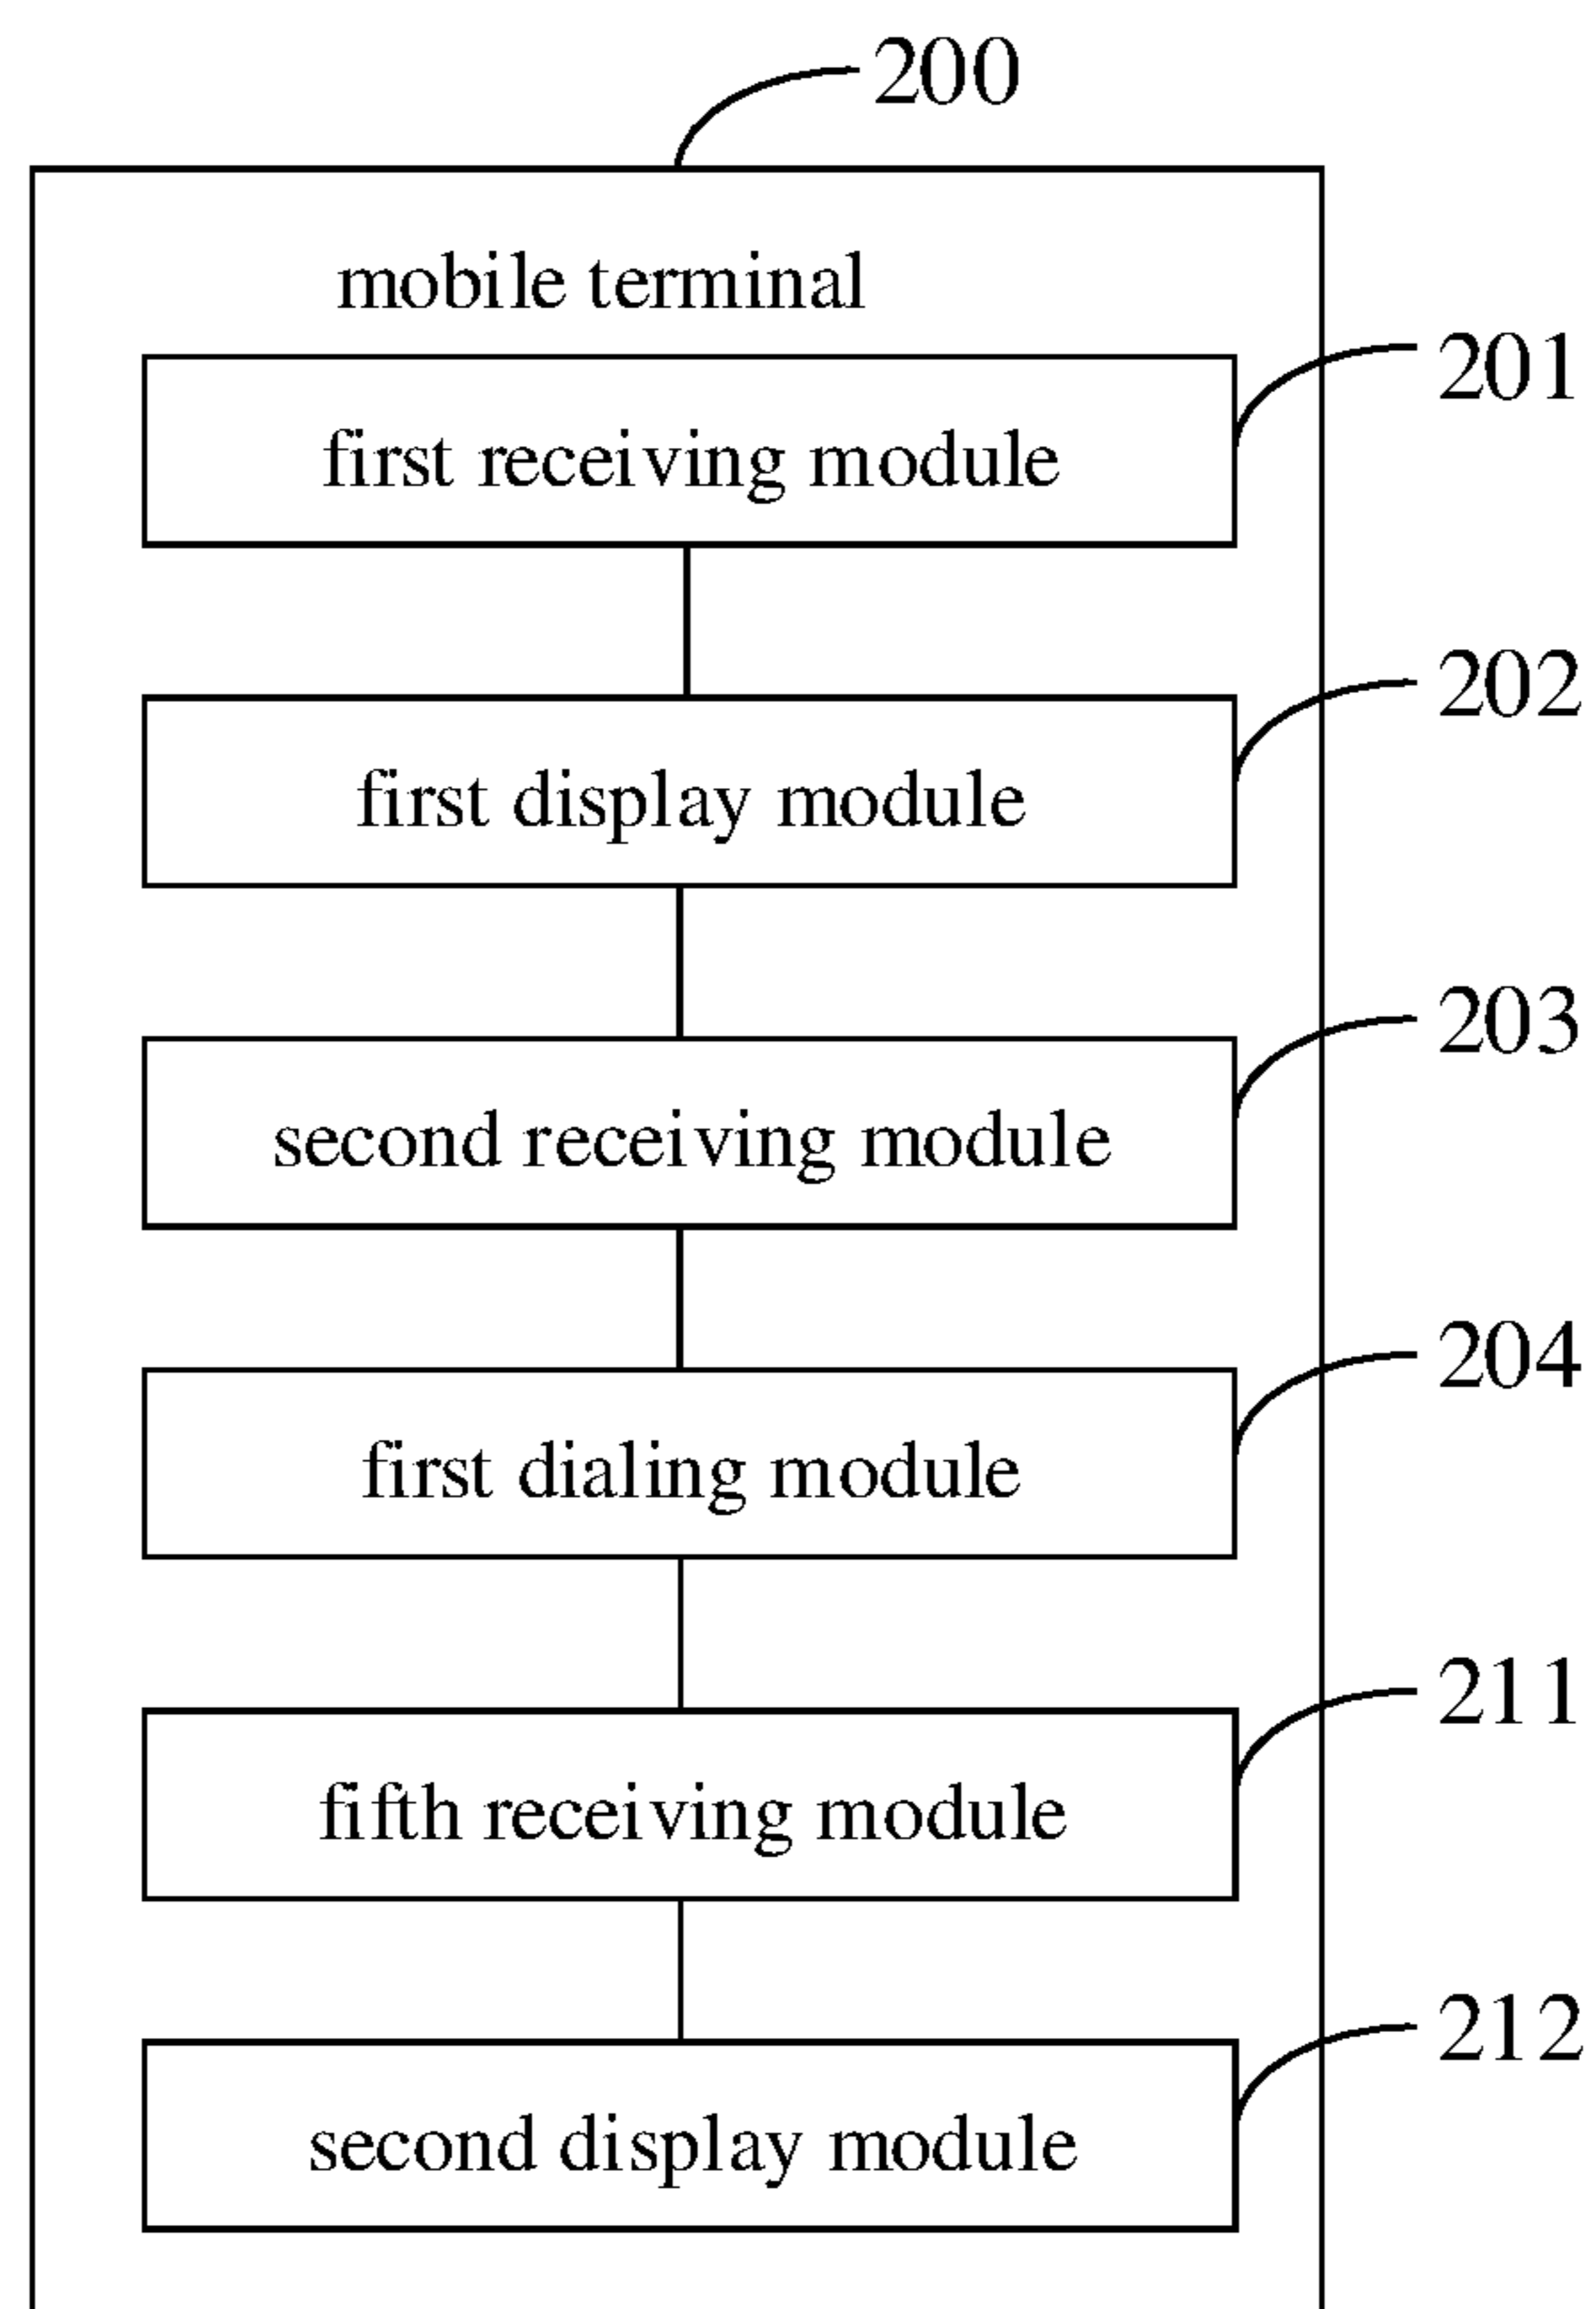 200
mobile terminal
201
first receiving module
202
first display module
203
second receiving module
204
first dialing module
211
fifth receiving module
212
second display module